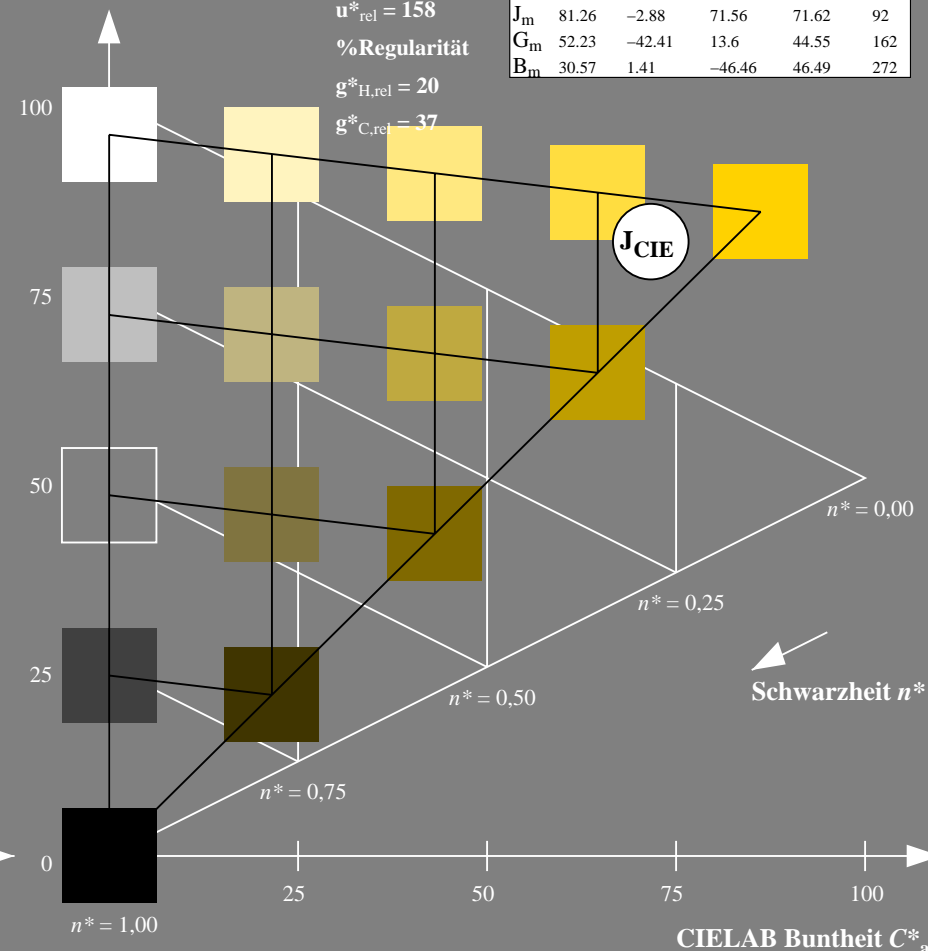 u*rel = 158
%Regularität
g*H,rel = 20
g*C,rel = 37
Jm 81.26 −2.88 71.56 71.62 92
Gm 52.23 −42.41 13.6 44.55 162
Bm 30.57 1.41 −46.46 46.49 272
100
75
50
25
0
JCIE
n* = 0,00
n* = 0,25
Schwarzheit n*
n* = 0,50
n* = 0,75
25 50 75 100
n* = 1,00
CIELAB Buntheit C*a